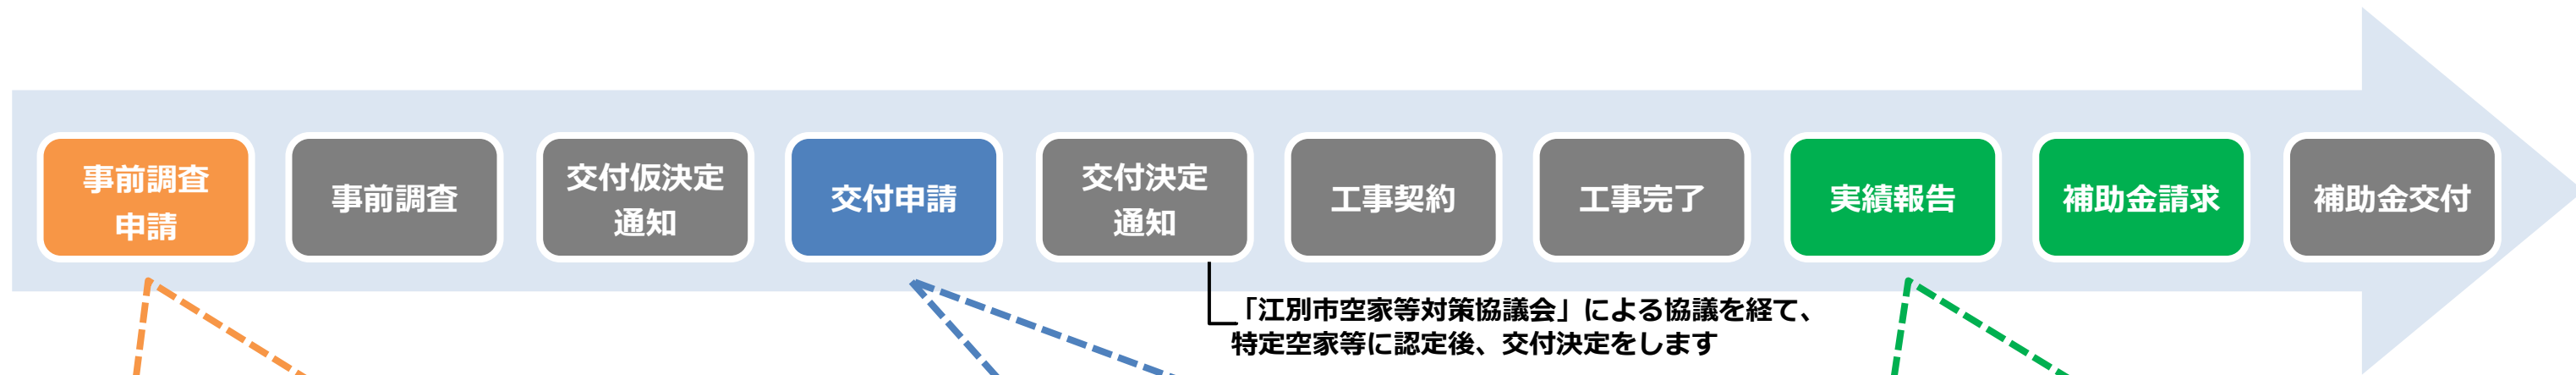 事前調査
申請
事前調査
交付仮決定
通知
交付申請
交付決定
通知
工事契約
工事完了
実績報告
補助金請求
補助金交付
「江別市空家等対策協議会」による協議を経て、
特定空家等に認定後、交付決定をします